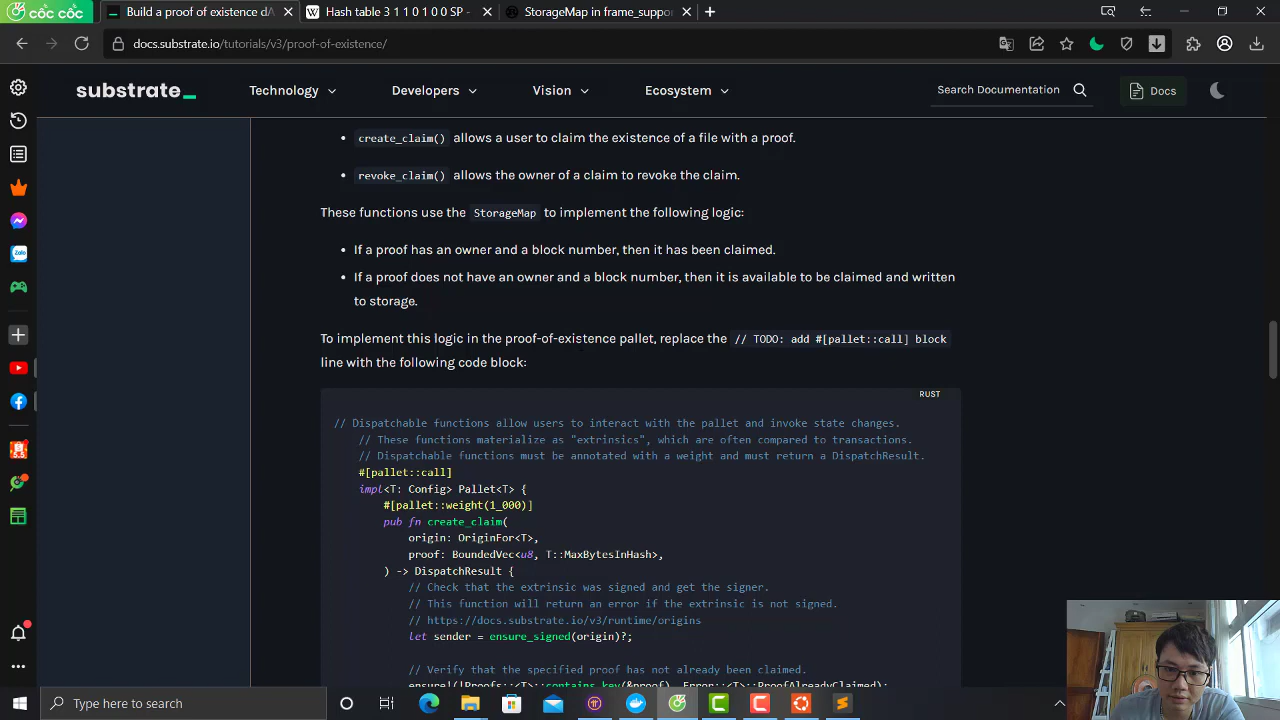 CỐC CỐC
Build a proof of existence dA
Hash table 3 1 1 0 1 0 0 SP -
StorageMap in frame_suppo
docs.substrate.io/tutorials/v3/proof-of-existence/
substrate_
Technology
Developers
Vision
Ecosystem
Search Documentation
Docs
create_claim() allows a user to claim the existence of a file with a proof.
revoke_claim() allows the owner of a claim to revoke the claim.
These functions use the StorageMap to implement the following logic:
If a proof has an owner and a block number, then it has been claimed.
If a proof does not have an owner and a block number, then it is available to be claimed and written
to storage.
To implement this logic in the proof-of-existence pallet, replace the // TODO: add #[pallet::call] block
line with the following code block:
RUST
// Dispatchable functions allow users to interact with the pallet and invoke state changes.
// These functions materialize as "extrinsics", which are often compared to transactions.
// Dispatchable functions must be annotated with a weight and must return a DispatchResult.
#[pallet::call]
impl<T: Config> Pallet<T> {
#[pallet::weight(1_000)]
pub fn create_claim(
origin: OriginFor<T>,
proof: BoundedVec<u8, T::MaxBytesInHash>,
) -> DispatchResult {
// Check that the extrinsic was signed and get the signer.
// This function will return an error if the extrinsic is not signed.
// https://docs.substrate.io/v3/runtime/origins
let sender = ensure_signed(origin)?;
// Verify that the specified proof has not already been claimed.
ensure!(!Proofs::<T>::contains_key(&proof), Error::<T>::ProofAlreadyClaimed);
Zalo
Type here to search